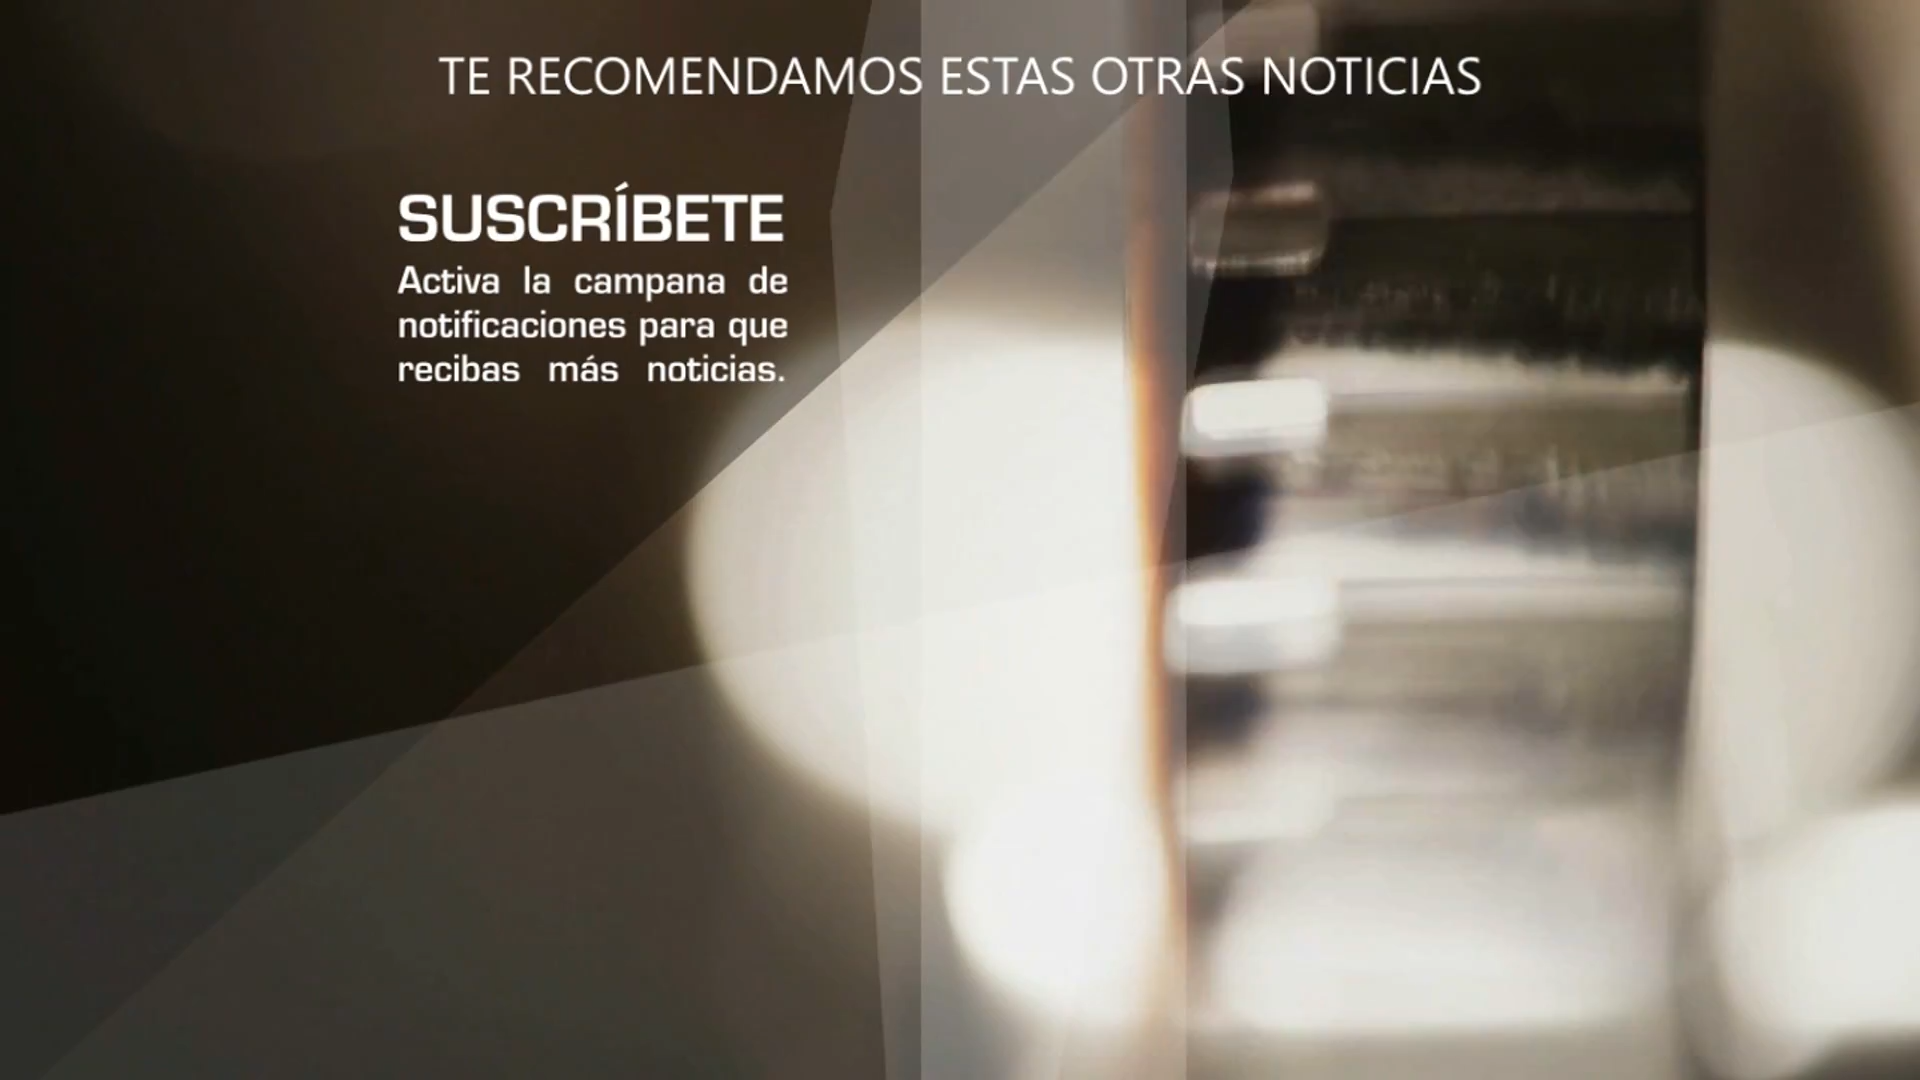 TE RECOMENDAMOS ESTAS OTRAS NOTICIAS
SUSCRÍBETE
Activa la campana de
notificaciones para que
recibas más noticias.